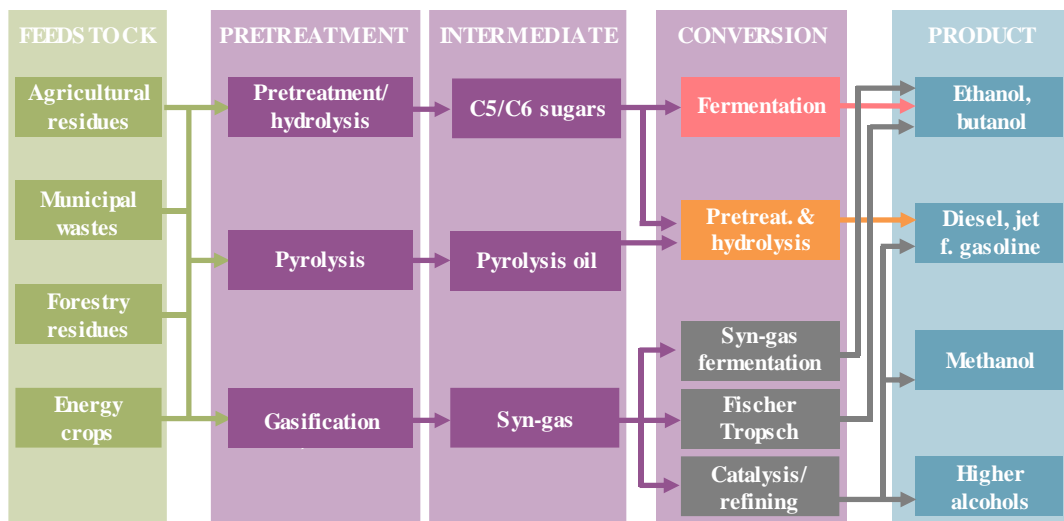 FEEDSTOCK
PRETREATMENT
INTERMEDIATE
CONVERSION
PRODUCT
Agricultural
residues
Municipal
wastes
Forestry
residues
Energy
crops
Pretreatment/
hydrolysis
Pyrolysis
Gasification
C5/C6 sugars
Pyrolysis oil
Syn-gas
Fermentation
Pretreat. &
hydrolysis
Syn-gas
fermentation
Fischer
Tropsch
Catalysis/
refining
Ethanol,
butanol
Diesel, jet
f. gasoline
Methanol
Higher
alcohols